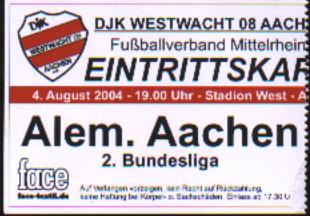 DJK WESTWACHT 08 AACH
Fußballverband Mittelrhein
EINTRITTSKAR
4. August 2004 - 19.00 Uhr - Stadion West - A
DJK
WESTWACHT 08
AACHEN
Alem. Aachen
2. Bundesliga
face
face-textil.de
Auf Verlangen vorzeigen, kein Recht auf Rückzahlung,
keine Haftung bei Körper- o. Sachschäden. Einlass ab 17.30 U